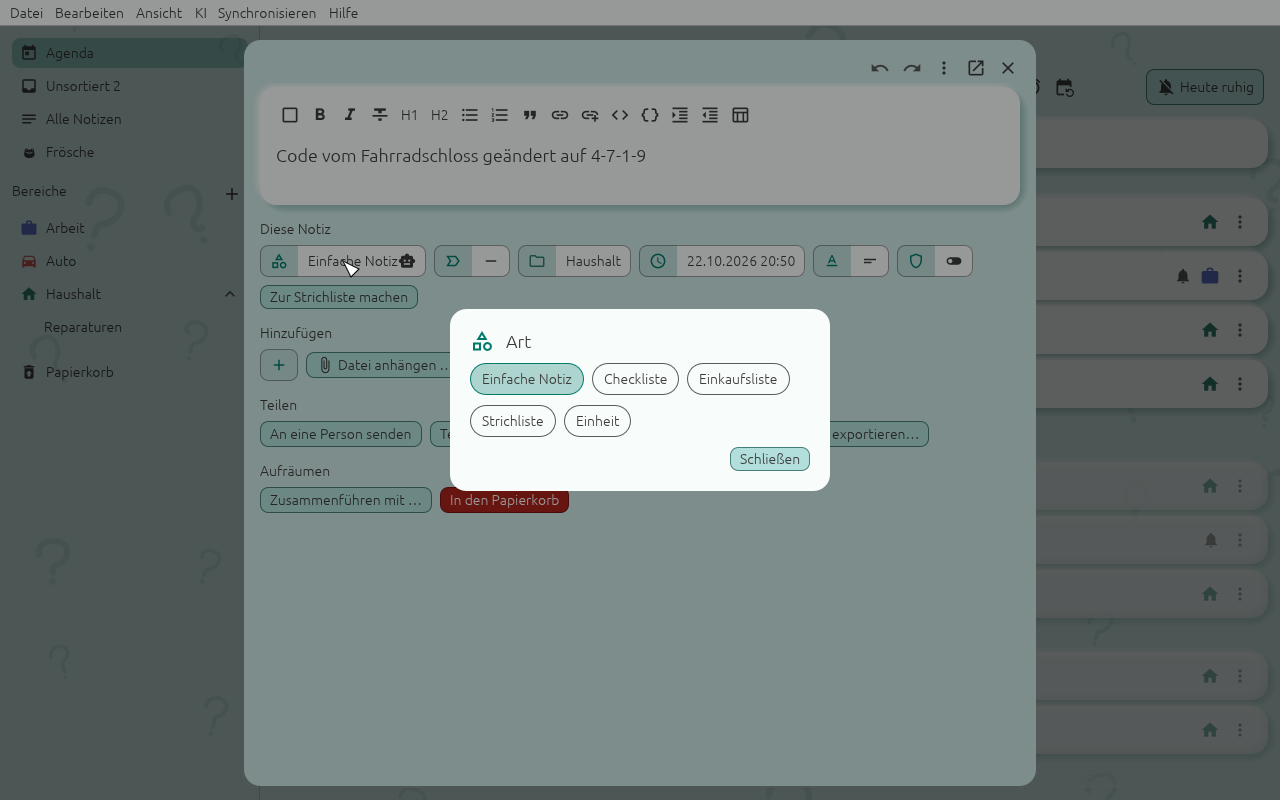 Datei Bearbeiten Ansicht KI Synchronisieren Hilfe
Agenda
Unsortiert 2
Alle Notizen
Frösche
Bereiche
Arbeit
Auto
Haushalt
Reparaturen
Papierkorb
Heute ruhig
H1 H2
Code vom Fahrradschloss geändert auf 4-7-1-9
Diese Notiz
Einfache Notiz
Haushalt
22.10.2026 20:50
Zur Strichliste machen
Hinzufügen
Datei anhängen ...
Teilen
An eine Person senden
exportieren...
Aufräumen
Zusammenführen mit ...
In den Papierkorb
Art
Einfache Notiz
Checkliste
Einkaufsliste
Strichliste
Einheit
Schließen